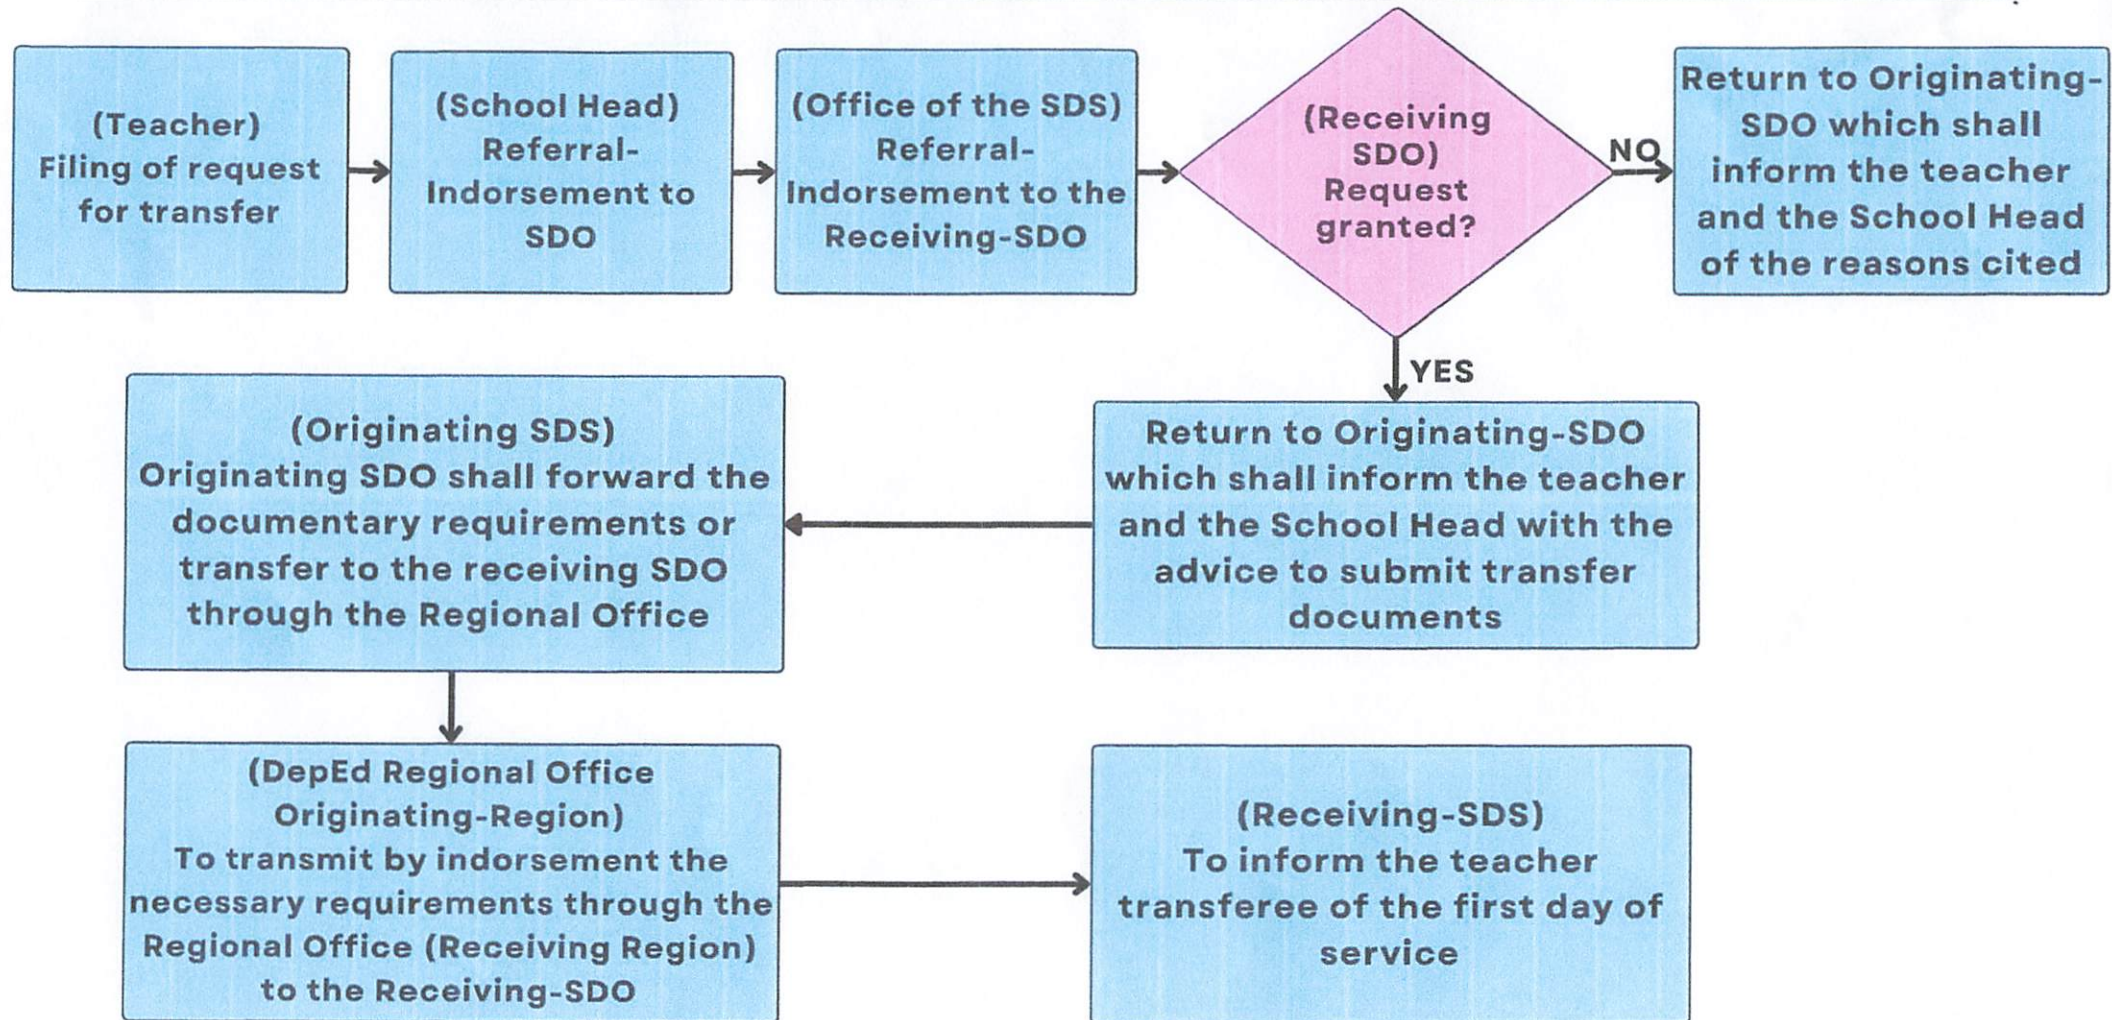 (Teacher)
Filing of request
for transfer
(School Head)
Referral-
Indorsement to
SDO
(Office of the SDS)
Referral-
Indorsement to the
Receiving-SDO
(Receiving
SDO)
Request
granted?
NO
Return to Originating-
SDO which shall
inform the teacher
and the School Head
of the reasons cited
YES
Return to Originating-SDO
which shall inform the teacher
and the School Head with the
advice to submit transfer
documents
(Originating SDS)
Originating SDO shall forward the
documentary requirements or
transfer to the receiving SDO
through the Regional Office
(DepEd Regional Office
Originating-Region)
To transmit by indorsement the
necessary requirements through the
Regional Office (Receiving Region)
to the Receiving-SDO
(Receiving-SDS)
To inform the teacher
transferee of the first day of
service